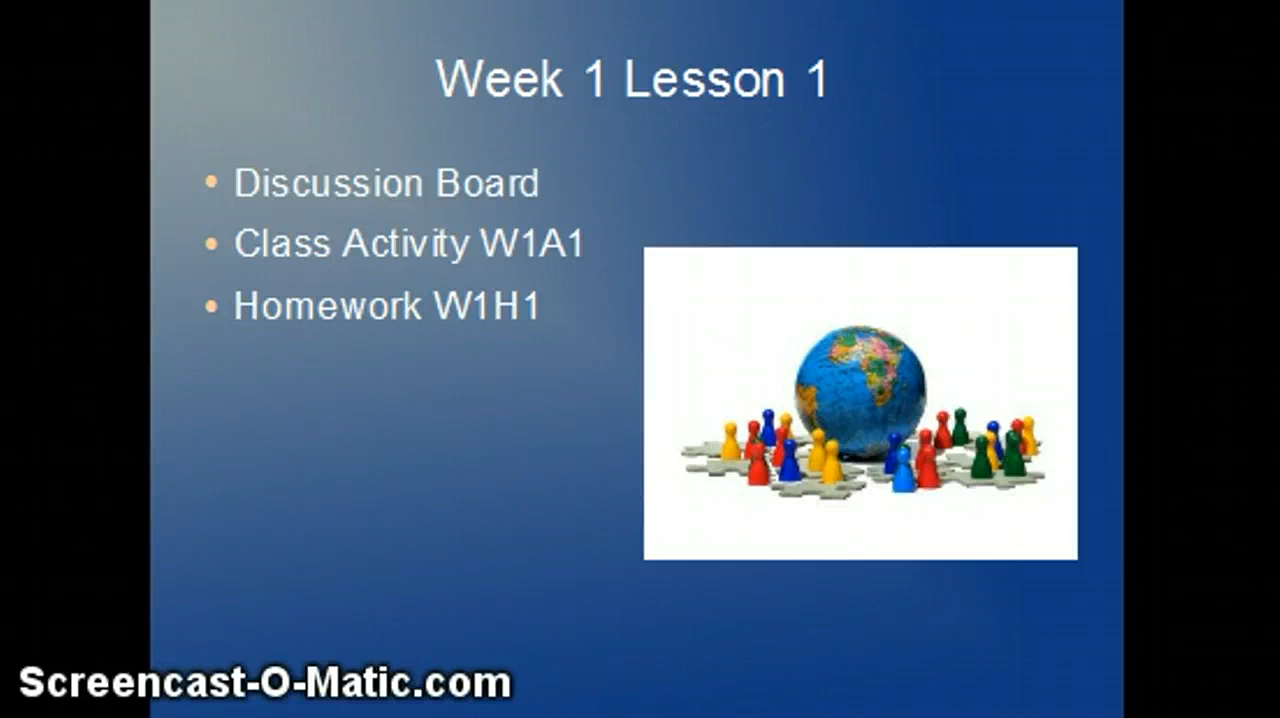 Week 1 Lesson 1
Discussion Board
Class Activity W1A1
Homework W1H1
Screencast-O-Matic.com